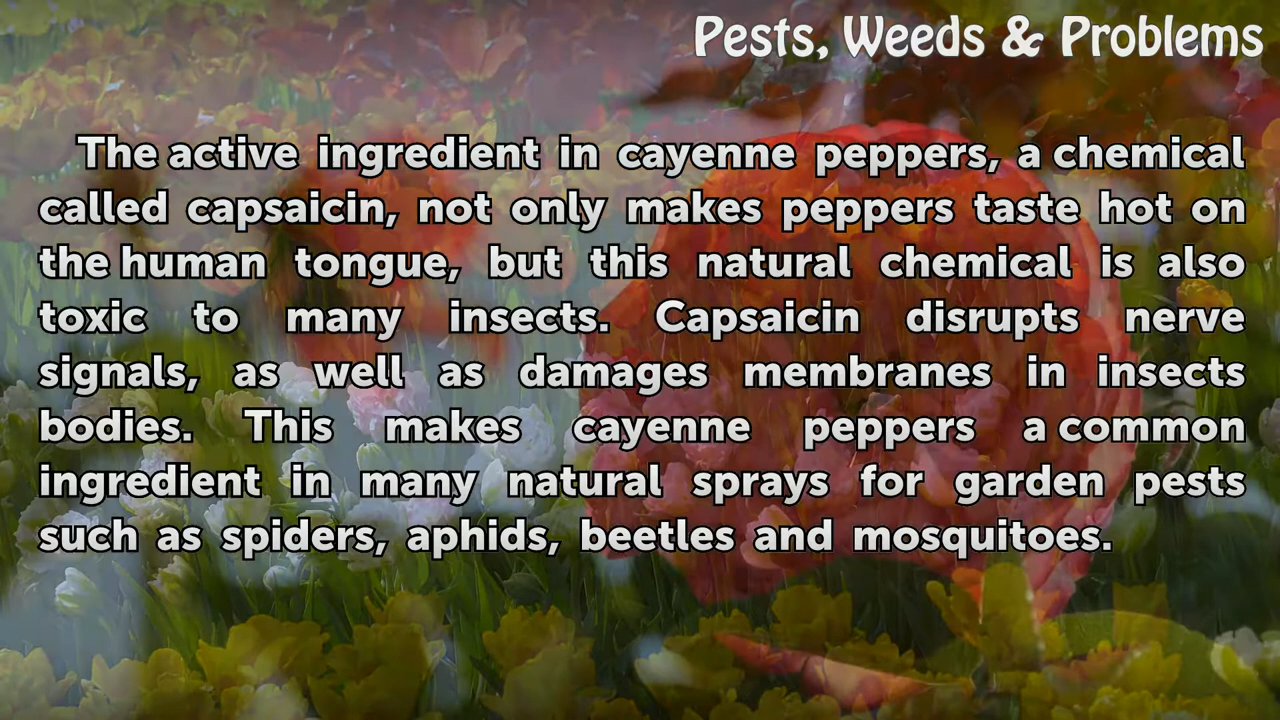 Pests, Weeds & Problems
The active ingredient in cayenne peppers, a chemical
called capsaicin, not only makes peppers taste hot on
the human tongue, but this natural chemical is also
toxic to many insects. Capsaicin disrupts nerve
signals, as well as damages membranes in insects
bodies. This makes cayenne peppers a common
ingredient in many natural sprays for garden pests
such as spiders, aphids, beetles and mosquitoes.